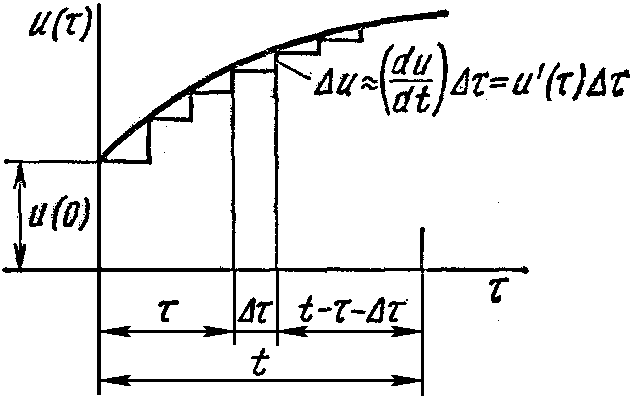 u(τ)
Δu≈(du/dt)Δτ=u'(τ)Δτ
u(0)
τ
τ Δτ t-τ-Δτ
t